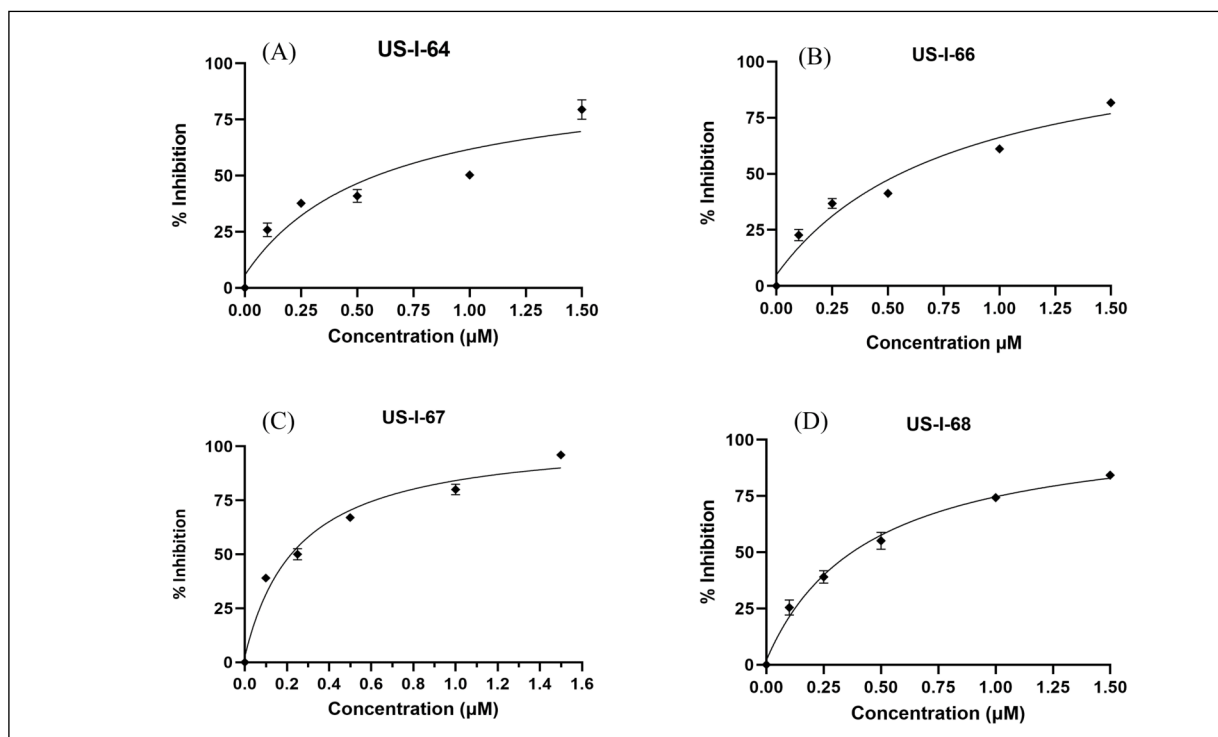 (A)
US-I-64
100
75
50
25
0
0.00 0.25 0.50 0.75 1.00 1.25 1.50
Concentration (µM)
% Inhibition
(B)
US-I-66
100
75
50
25
0
0.00 0.25 0.50 0.75 1.00 1.25 1.50
Concentration µM
% Inhibition
(C)
US-I-67
100
75
50
25
0
0.0 0.2 0.4 0.6 0.8 1.0 1.2 1.4 1.6
Concentration (µM)
% Inhibition
(D)
US-I-68
100
75
50
25
0
0.00 0.25 0.50 0.75 1.00 1.25 1.50
Concentration (µM)
% Inhibition